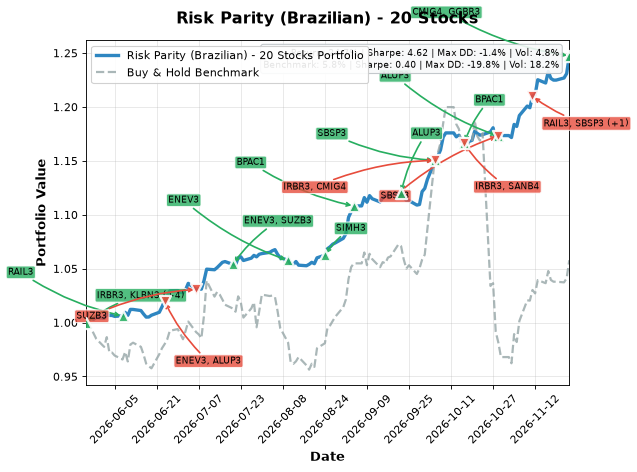 CMIG4, GGBR3
Risk Parity (Brazilian) - 20 Stocks
Risk Parity (Brazilian) - 20 Stocks Portfolio
Buy & Hold Benchmark
Sharpe: 4.62 | Max DD: -1.4% | Vol: 4.8%
Sharpe: 0.40 | Max DD: -19.8% | Vol: 18.2%
ALUP3
BPAC1
RAIL3, SBSP3 (+1)
SBSP3
ALUP3
BPAC1
IRBR3, CMIG4
IRBR3, SANB4
ENEV3
ENEV3, SUZB3
SIMH3
RAIL3
SUZB3
ENEV3, ALUP3
1.25
1.20
1.15
1.10
1.05
1.00
0.95
Portfolio Value
2026-06-05
2026-06-21
2026-07-07
2026-07-23
2026-08-08
2026-08-24
2026-09-09
2026-09-25
2026-10-11
2026-10-27
2026-11-12
Date